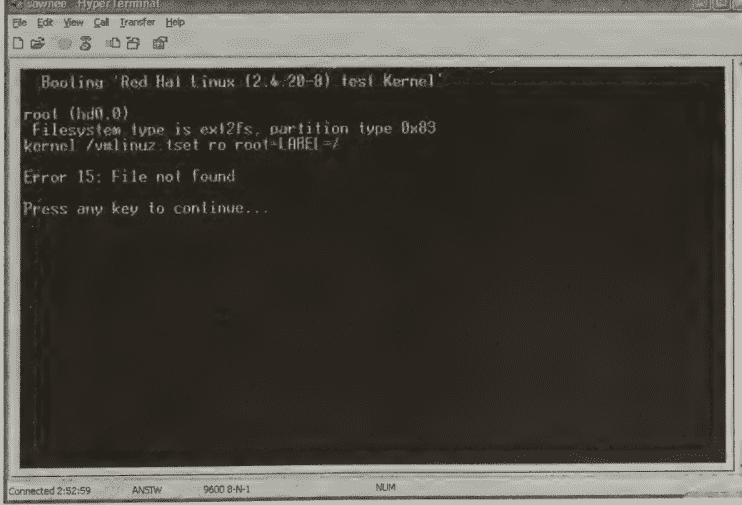 sawnee - HyperTerminal
File Edit View Call Transfer Help
Booting 'Red Hat Linux (2.4.20-8) test Kernel'
root (hd0,0)
Filesystem type is ext2fs, partition type 0x83
kernel /vmlinuz.tset ro root=LABEL=/
Error 15: File not found
Press any key to continue...
Connected 2:52:59 ANSIW 9600 8-N-1 NUM